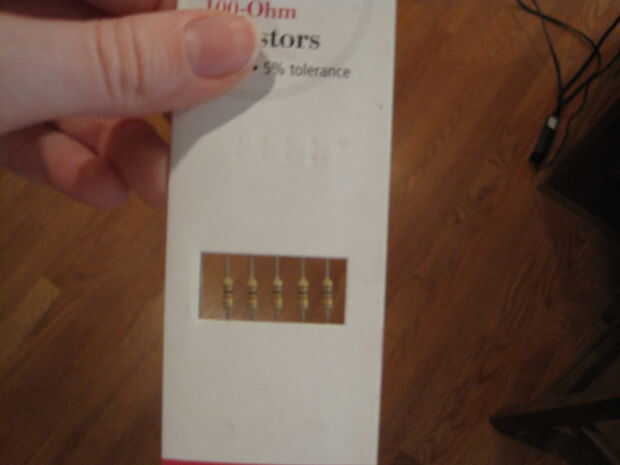 100-Ohm
stors
• 5% tolerance